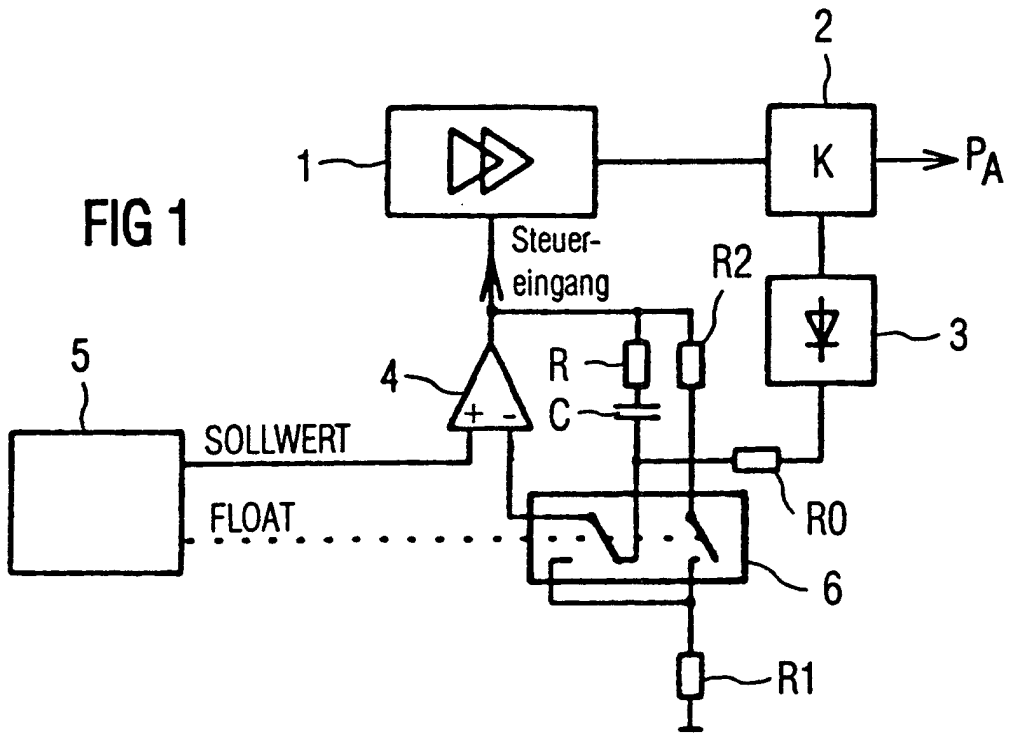 2
1
K
P_A
FIG 1
Steuer-
eingang
R2
5
4
+ -
R
3
C
SOLLWERT
R0
FLOAT
6
R1